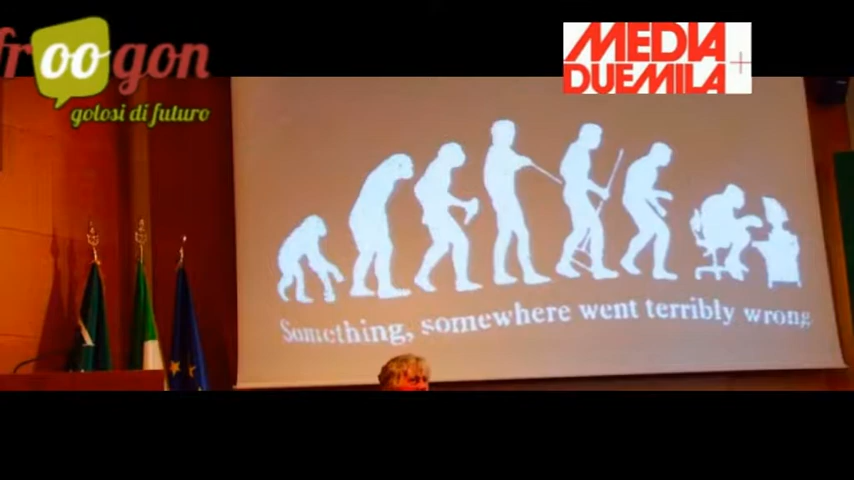 froogon
golosi di futuro
MEDIA
DUEMILA +
Something, somewhere went terribly wrong